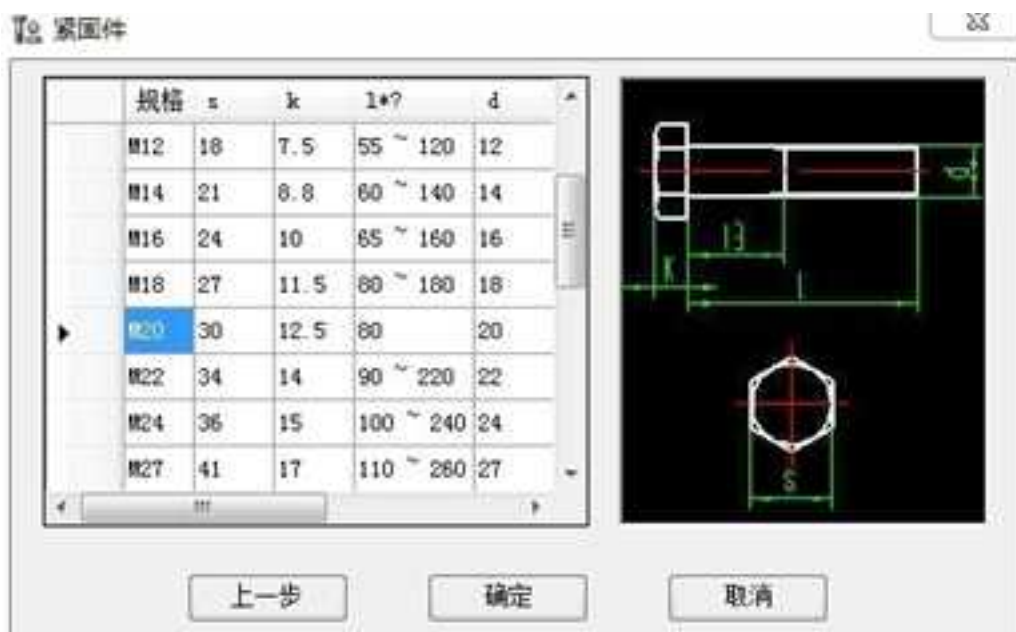 紧固件
规格 s k l*? d
M12 18 7.5 55 ~ 120 12
M14 21 8.8 60 ~ 140 14
M16 24 10 65 ~ 160 16
M18 27 11.5 80 ~ 180 18
M20 30 12.5 80 20
M22 34 14 90 ~ 220 22
M24 36 15 100 ~ 240 24
M27 41 17 110 ~ 260 27
d
l3
K
l
S
上一步 确定 取消